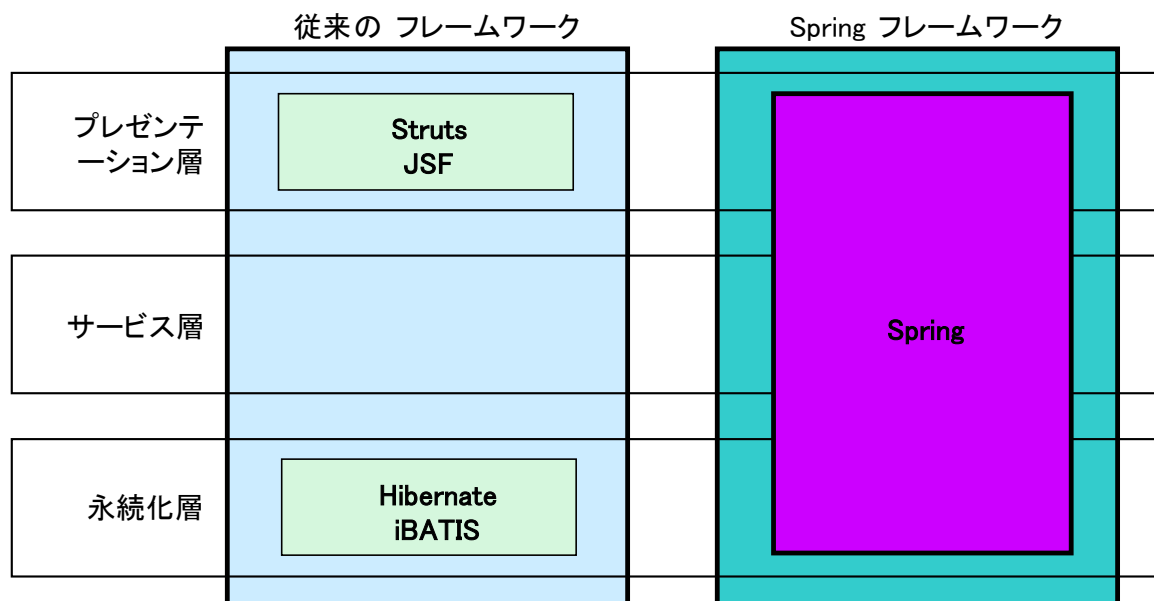 従来の フレームワーク
Spring フレームワーク
プレゼンテ
ーション層
Struts
JSF
サービス層
Spring
永続化層
Hibernate
iBATIS